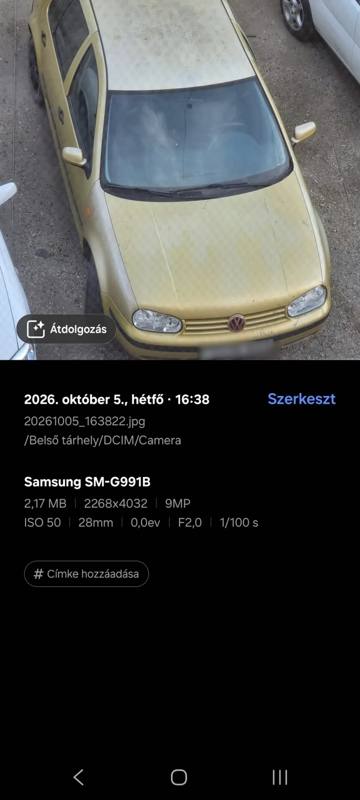 Átdolgozás
2026. október 5., hétfő · 16:38
Szerkeszt
20261005_163822.jpg
/Belső tárhely/DCIM/Camera
Samsung SM-G991B
2,17 MB | 2268x4032 | 9MP
ISO 50 | 28mm | 0,0ev | F2,0 | 1/100 s
# Címke hozzáadása